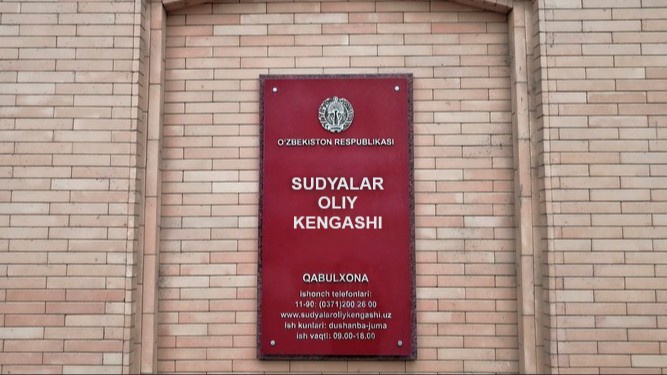 O'ZBEKISTON RESPUBLIKASI
SUDYALAR
OLIY
KENGASHI
QABULXONA
Ishonch telefonlari:
11-90: (0371)200 26 00
www.sudyalaroliykengashi.uz
Ish kunlari: dushanba-juma
ish vaqti: 09.00-18.00